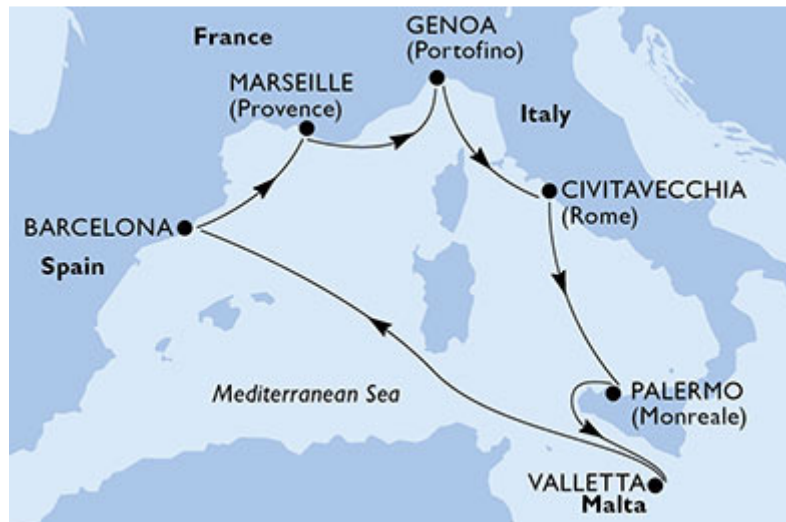 France
GENOA
(Portofino)
MARSEILLE
(Provence)
Italy
CIVITAVECCHIA
(Rome)
BARCELONA
Spain
Mediterranean Sea
PALERMO
(Monreale)
VALLETTA
Malta